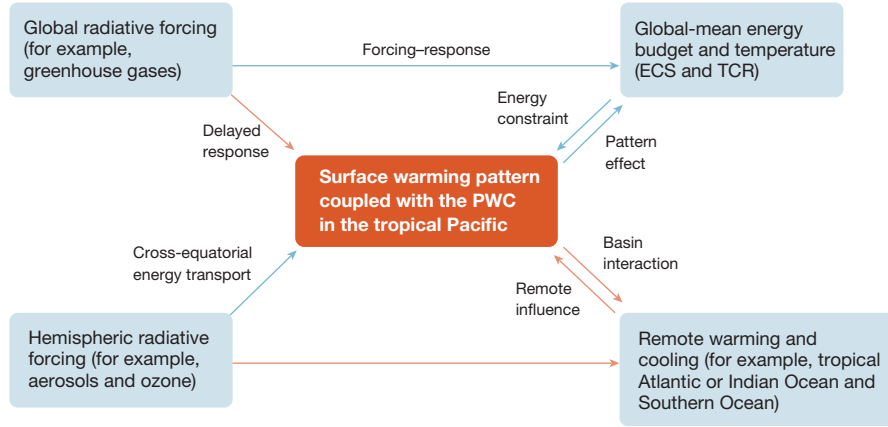 Global radiative forcing
(for example,
greenhouse gases)
Forcing–response
Global-mean energy
budget and temperature
(ECS and TCR)
Delayed
response
Energy
constraint
Pattern
effect
Surface warming pattern
coupled with the PWC
in the tropical Pacific
Cross-equatorial
energy transport
Basin
interaction
Remote
influence
Hemispheric radiative
forcing (for example,
aerosols and ozone)
Remote warming and
cooling (for example, tropical
Atlantic or Indian Ocean and
Southern Ocean)